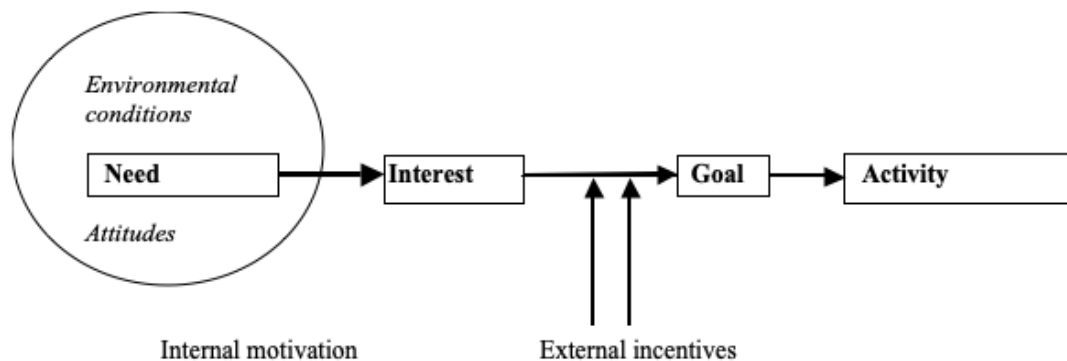 Environmental
conditions
Need
Interest
Goal
Activity
Attitudes
Internal motivation
External incentives